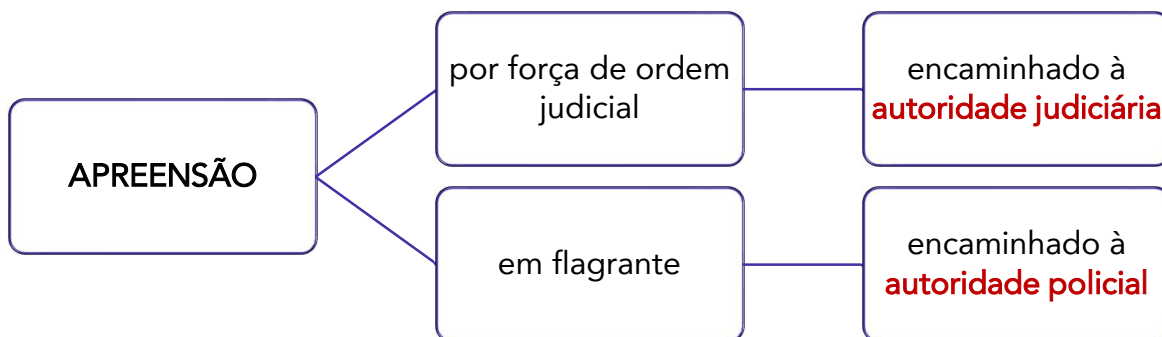 APREENSÃO
por força de ordem
judicial
encaminhado à
autoridade judiciária
em flagrante
encaminhado à
autoridade policial